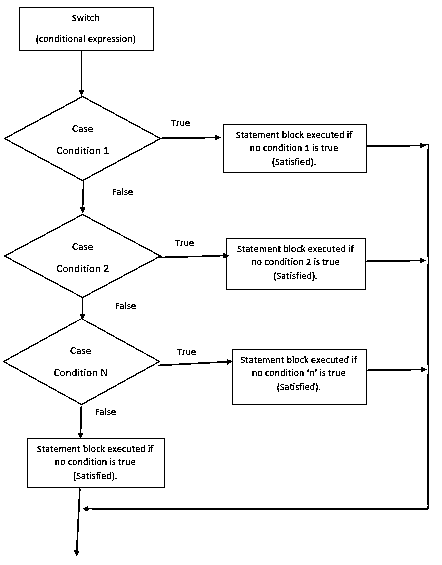 Switch
(conditional expression)
Case
Condition 1
True
Statement block executed if
no condition 1 is true
(Satisfied).
False
Case
Condition 2
True
Statement block executed if
no condition 2 is true
(Satisfied).
False
Case
Condition N
True
Statement block executed if
no condition 'n' is true
(Satisfied).
False
Statement block executed if
no condition is true
(Satisfied).